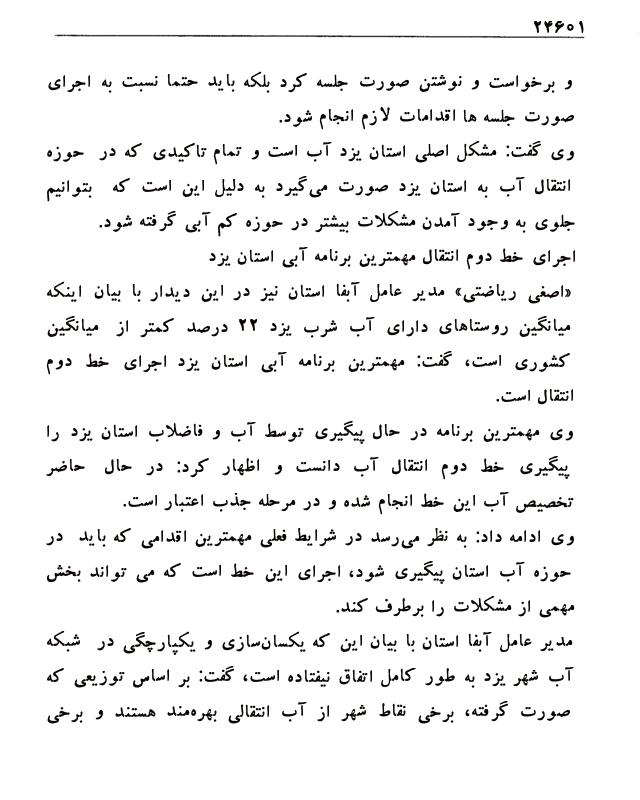 ۲۴۶۰۱
و برخواست و نوشتن صورت جلسه کرد بلکه باید حتما نسبت به اجرای
صورت جلسه ها اقدامات لازم انجام شود.
وی گفت: مشکل اصلی استان یزد آب است و تمام تاکیدی که در حوزه
انتقال آب به استان یزد صورت می‌گیرد به دلیل این است که بتوانیم
جلوی به وجود آمدن مشکلات بیشتر در حوزه کم آبی گرفته شود.
اجرای خط دوم انتقال مهمترین برنامه آبی استان یزد
«اصغی ریاضتی» مدیر عامل آبفا استان نیز در این دیدار با بیان اینکه
میانگین روستاهای دارای آب شرب یزد ۲۲ درصد کمتر از میانگین
کشوری است، گفت: مهمترین برنامه آبی استان یزد اجرای خط دوم
انتقال است.
وی مهمترین برنامه در حال پیگیری توسط آب و فاضلاب استان یزد را
پیگیری خط دوم انتقال آب دانست و اظهار کرد: در حال حاضر
تخصیص آب این خط انجام شده و در مرحله جذب اعتبار است.
وی ادامه داد: به نظر می‌رسد در شرایط فعلی مهمترین اقدامی که باید در
حوزه آب استان پیگیری شود، اجرای این خط است که می تواند بخش
مهمی از مشکلات را برطرف کند.
مدیر عامل آبفا استان با بیان این که یکسان‌سازی و یکپارچگی در شبکه
آب شهر یزد به طور کامل اتفاق نیفتاده است، گفت: بر اساس توزیعی که
صورت گرفته، برخی نقاط شهر از آب انتقالی بهره‌مند هستند و برخی